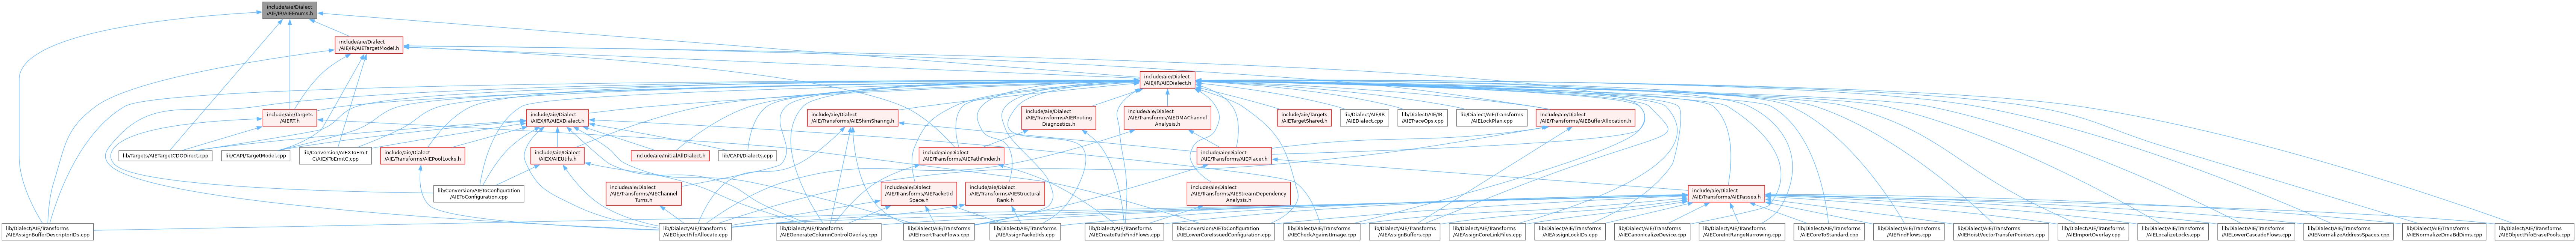 include/aie/Dialect
/AIE/IR/AIEEnums.h
include/aie/Dialect
/AIE/IR/AIETargetModel.h
include/aie/Dialect
/AIE/IR/AIEDialect.h
include/aie/Targets
/AIERT.h
include/aie/Dialect
/AIEX/IR/AIEXDialect.h
include/aie/Dialect
/AIE/Transforms/AIEShimSharing.h
include/aie/Dialect
/AIE/Transforms/AIERouting
Diagnostics.h
include/aie/Dialect
/AIE/Transforms/AIEDMAChannel
Analysis.h
include/aie/Targets
/AIETargetShared.h
lib/Dialect/AIE/IR
/AIEDialect.cpp
lib/Dialect/AIE/IR
/AIETraceOps.cpp
lib/Dialect/AIE/Transforms
/AIELockPlan.cpp
include/aie/Dialect
/AIE/Transforms/AIEBufferAllocation.h
lib/Targets/AIETargetCDODirect.cpp
lib/CAPI/TargetModel.cpp
lib/Conversion/AIEXToEmit
C/AIEXToEmitC.cpp
include/aie/Dialect
/AIE/Transforms/AIEPoolLocks.h
include/aie/Dialect
/AIEX/AIEUtils.h
include/aie/InitialAllDialect.h
lib/CAPI/Dialects.cpp
include/aie/Dialect
/AIE/Transforms/AIEPathFinder.h
include/aie/Dialect
/AIE/Transforms/AIEPlacer.h
lib/Conversion/AIEToConfiguration
/AIEToConfiguration.cpp
include/aie/Dialect
/AIE/Transforms/AIEChannel
Turns.h
include/aie/Dialect
/AIE/Transforms/AIEPacketId
Space.h
include/aie/Dialect
/AIE/Transforms/AIEStructural
Rank.h
include/aie/Dialect
/AIE/Transforms/AIEStreamDependency
Analysis.h
include/aie/Dialect
/AIE/Transforms/AIEPasses.h
lib/Dialect/AIE/Transforms
/AIEAssignBufferDescriptorIDs.cpp
lib/Dialect/AIE/Transforms
/AIEObjectFifoAllocate.cpp
lib/Dialect/AIE/Transforms
/AIEGenerateColumnControlOverlay.cpp
lib/Dialect/AIE/Transforms
/AIEInsertTraceFlows.cpp
lib/Dialect/AIE/Transforms
/AIEAssignPacketIds.cpp
lib/Dialect/AIE/Transforms
/AIECreatePathFindFlows.cpp
lib/Conversion/AIEToConfiguration
/AIELowerCoreIssuedConfiguration.cpp
lib/Dialect/AIE/Transforms
/AIECheckAgainstImage.cpp
lib/Dialect/AIE/Transforms
/AIEAssignBuffers.cpp
lib/Dialect/AIE/Transforms
/AIEAssignCoreLinkFiles.cpp
lib/Dialect/AIE/Transforms
/AIEAssignLockIDs.cpp
lib/Dialect/AIE/Transforms
/AIECanonicalizeDevice.cpp
lib/Dialect/AIE/Transforms
/AIECoreIntRangeNarrowing.cpp
lib/Dialect/AIE/Transforms
/AIECoreToStandard.cpp
lib/Dialect/AIE/Transforms
/AIEFindFlows.cpp
lib/Dialect/AIE/Transforms
/AIEHoistVectorTransferPointers.cpp
lib/Dialect/AIE/Transforms
/AIEImportOverlay.cpp
lib/Dialect/AIE/Transforms
/AIELocalizeLocks.cpp
lib/Dialect/AIE/Transforms
/AIELowerCascadeFlows.cpp
lib/Dialect/AIE/Transforms
/AIENormalizeAddressSpaces.cpp
lib/Dialect/AIE/Transforms
/AIENormalizeDmaBdDims.cpp
lib/Dialect/AIE/Transforms
/AIEObjectFifoErasePools.cpp